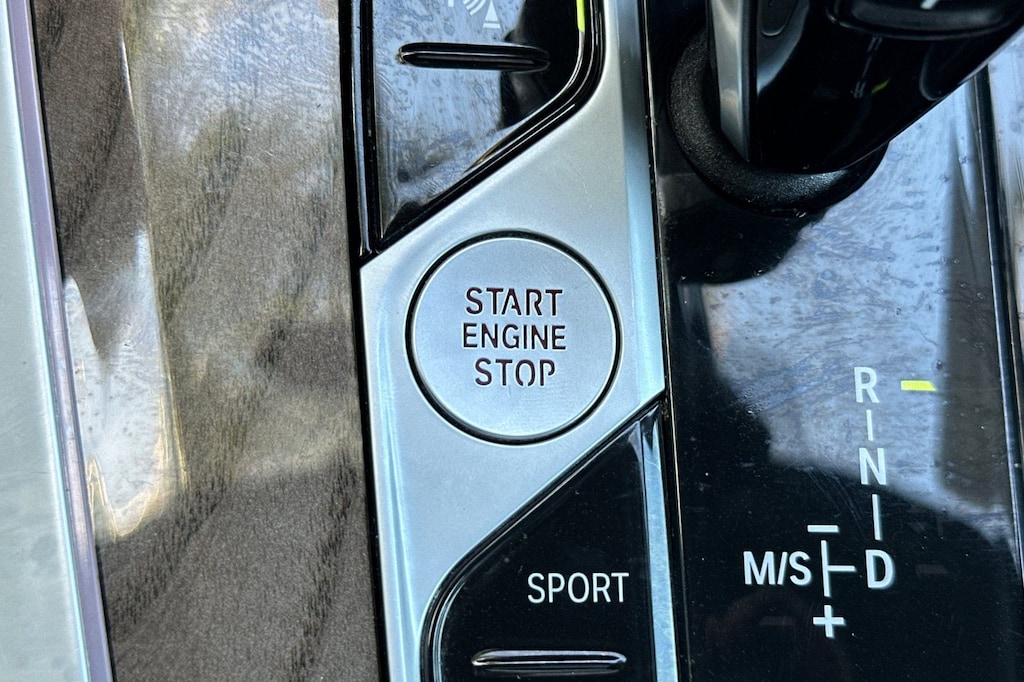 START
ENGINE
STOP
SPORT
R
N
M/S
D
−
+